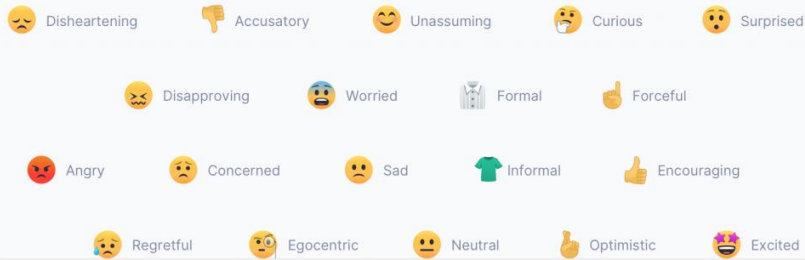 Disheartening Accusatory Unassuming Curious Surprised
Disapproving Worried Formal Forceful
Angry Concerned Sad Informal Encouraging
Regretful Egocentric Neutral Optimistic Excited